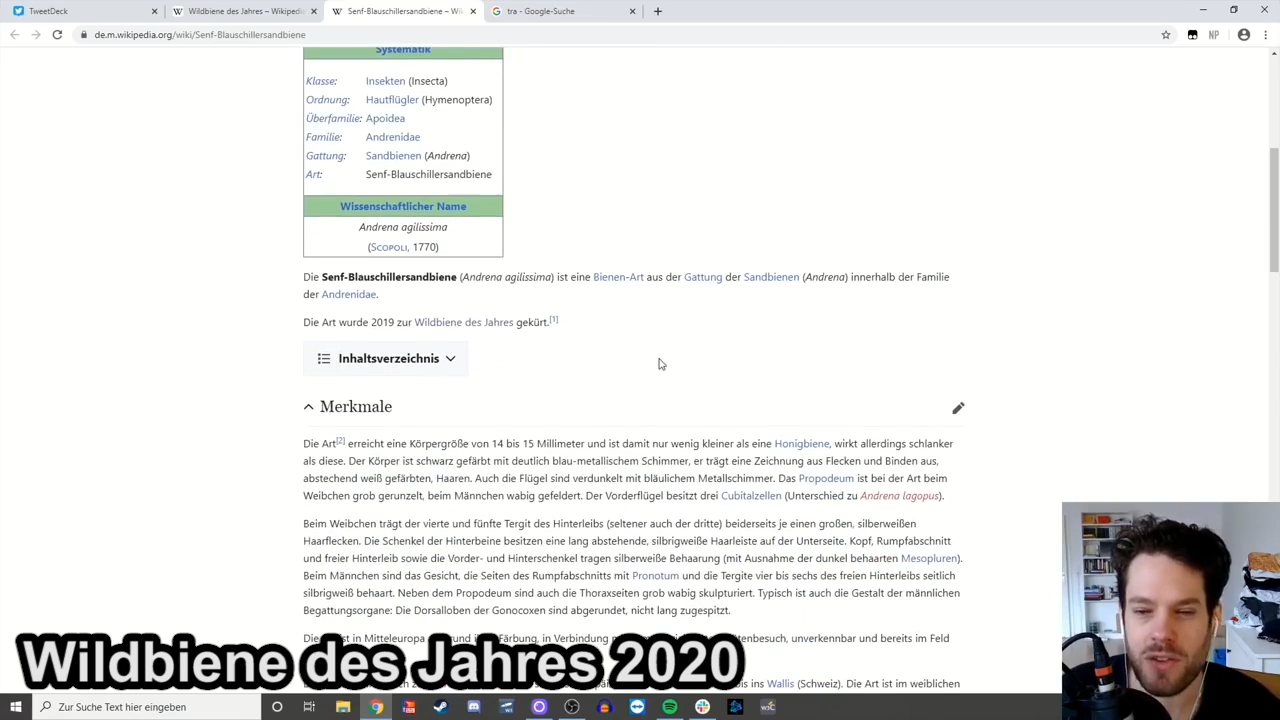 TweetDeck
Wildbiene des Jahres – Wikipedi
Senf-Blauschillersandbiene – Wi
tra - Google-Suche
de.m.wikipedia.org/wiki/Senf-Blauschillersandbiene
NP
Systematik
Klasse: Insekten (Insecta)
Ordnung: Hautflügler (Hymenoptera)
Überfamilie: Apoidea
Familie: Andrenidae
Gattung: Sandbienen (Andrena)
Art: Senf-Blauschillersandbiene
Wissenschaftlicher Name
Andrena agilissima
(SCOPOLI, 1770)
Die Senf-Blauschillersandbiene (Andrena agilissima) ist eine Bienen-Art aus der Gattung der Sandbienen (Andrena) innerhalb der Familie
der Andrenidae.
Die Art wurde 2019 zur Wildbiene des Jahres gekürt.[1]
Inhaltsverzeichnis
Merkmale
Die Art[2] erreicht eine Körpergröße von 14 bis 15 Millimeter und ist damit nur wenig kleiner als eine Honigbiene, wirkt allerdings schlanker
als diese. Der Körper ist schwarz gefärbt mit deutlich blau-metallischem Schimmer, er trägt eine Zeichnung aus Flecken und Binden aus,
abstechend weiß gefärbten, Haaren. Auch die Flügel sind verdunkelt mit bläulichem Metallschimmer. Das Propodeum ist bei der Art beim
Weibchen grob gerunzelt, beim Männchen wabig gefeldert. Der Vorderflügel besitzt drei Cubitalzellen (Unterschied zu Andrena lagopus).
Beim Weibchen trägt der vierte und fünfte Tergit des Hinterleibs (seltener auch der dritte) beiderseits je einen großen, silberweißen
Haarflecken. Die Schenkel der Hinterbeine besitzen eine lang abstehende, silbrigweiße Haarleiste auf der Unterseite. Kopf, Rumpfabschnitt
und freier Hinterleib sowie die Vorder- und Hinterschenkel tragen silberweiße Behaarung (mit Ausnahme der dunkel behaarten Mesopluren).
Beim Männchen sind das Gesicht, die Seiten des Rumpfabschnitts mit Pronotum und die Tergite vier bis sechs des freien Hinterleibs seitlich
silbrigweiß behaart. Neben dem Propodeum sind auch die Thoraxseiten grob wabig skulpturiert. Typisch ist auch die Gestalt der männlichen
Begattungsorgane: Die Dorsalloben der Gonocoxen sind abgerundet, nicht lang zugespitzt.
in Mitteleuropa Färbung, in Verbindung unverkennbar und bereits im Feld
Wildbiene des Jahres 2020
ins Wallis (Schweiz). Die Art ist im weiblichen
Zur Suche Text hier eingeben